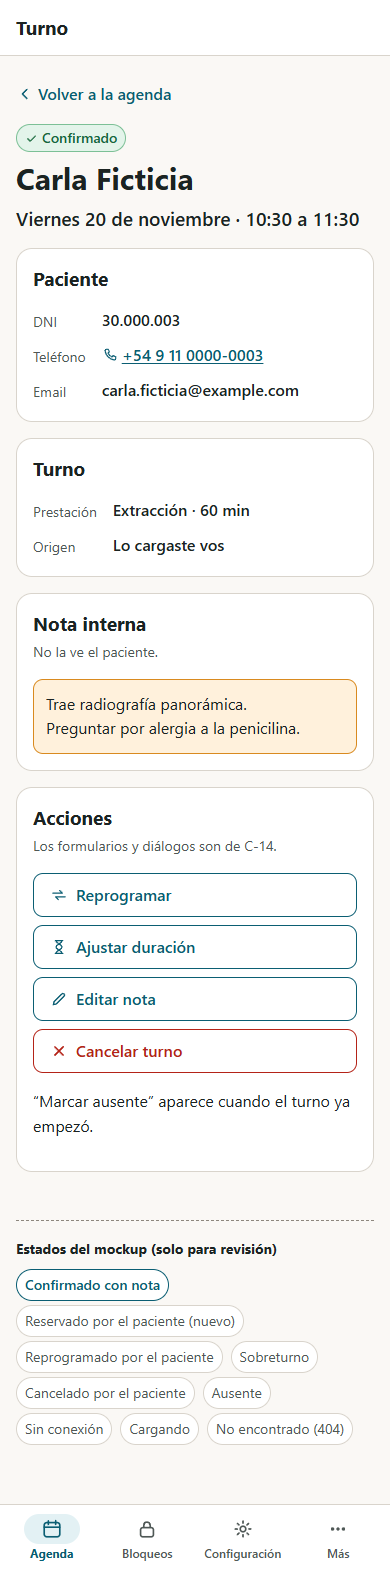 Turno
Volver a la agenda
Confirmado
Carla Ficticia
Viernes 20 de noviembre · 10:30 a 11:30
Paciente
DNI 30.000.003
Teléfono +54 9 11 0000-0003
Email carla.ficticia@example.com
Turno
Prestación Extracción · 60 min
Origen Lo cargaste vos
Nota interna
No la ve el paciente.
Trae radiografía panorámica.
Preguntar por alergia a la penicilina.
Acciones
Los formularios y diálogos son de C-14.
Reprogramar
Ajustar duración
Editar nota
Cancelar turno
“Marcar ausente” aparece cuando el turno ya
empezó.
Estados del mockup (solo para revisión)
Confirmado con nota
Reservado por el paciente (nuevo)
Reprogramado por el paciente Sobreturno
Cancelado por el paciente Ausente
Sin conexión Cargando No encontrado (404)
Agenda Bloqueos Configuración Más